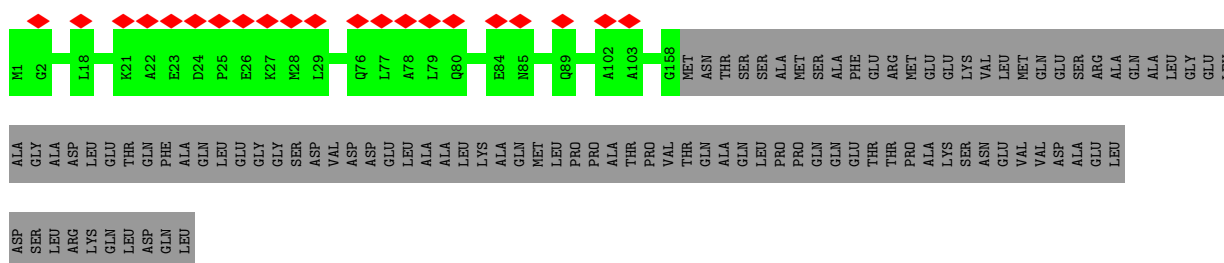 M1 G2 L18 K21 A22 E23 D24 P25 E26 K27 M28 L29 Q76 L77 A78 L79 Q80 E84 N85 Q89 A102 A103 G158 MET ASN THR SER SER ALA MET SER ALA PHE GLU ARG MET GLU GLU LYS VAL LEU MET GLN GLU SER ARG ALA GLN ALA LEU GLY GLU LEU
ALA GLY ALA ASP LEU GLU THR GLN PHE ALA GLN LEU GLU GLY GLY SER ASP VAL ASP ASP GLU LEU ALA ALA LEU LYS ALA GLN MET LEU PRO PRO ALA THR PRO VAL THR GLN ALA GLN LEU PRO PRO GLN GLN GLU THR THR PRO ALA LYS SER ASN GLU VAL VAL ASP ALA GLU LEU
ASP SER LEU ARG LYS GLN LEU ASP GLN LEU